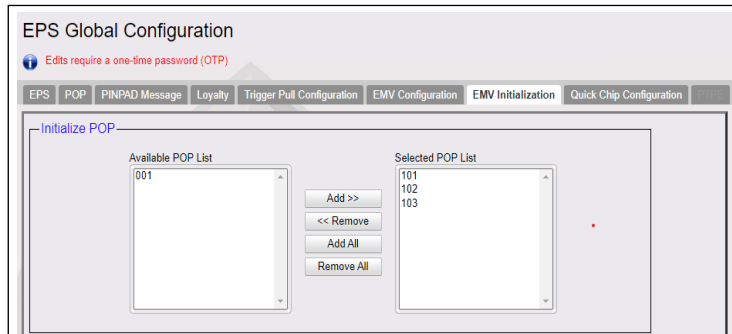 EPS Global Configuration
Edits require a one-time password (OTP)
EPS POP PINPAD Message Loyalty Trigger Pull Configuration EMV Configuration EMV Initialization Quick Chip Configuration
Initialize POP
Available POP List
001
Add >>
<< Remove
Add All
Remove All
Selected POP List
101
102
103